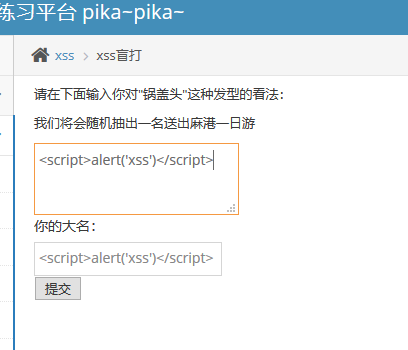 练习平台 pika~pika~
xss > xss盲打
请在下面输入你对"锅盖头"这种发型的看法:
我们将会随机抽出一名送出麻港一日游
<script>alert('xss')</script>
你的大名:
<script>alert('xss')</script>
提交